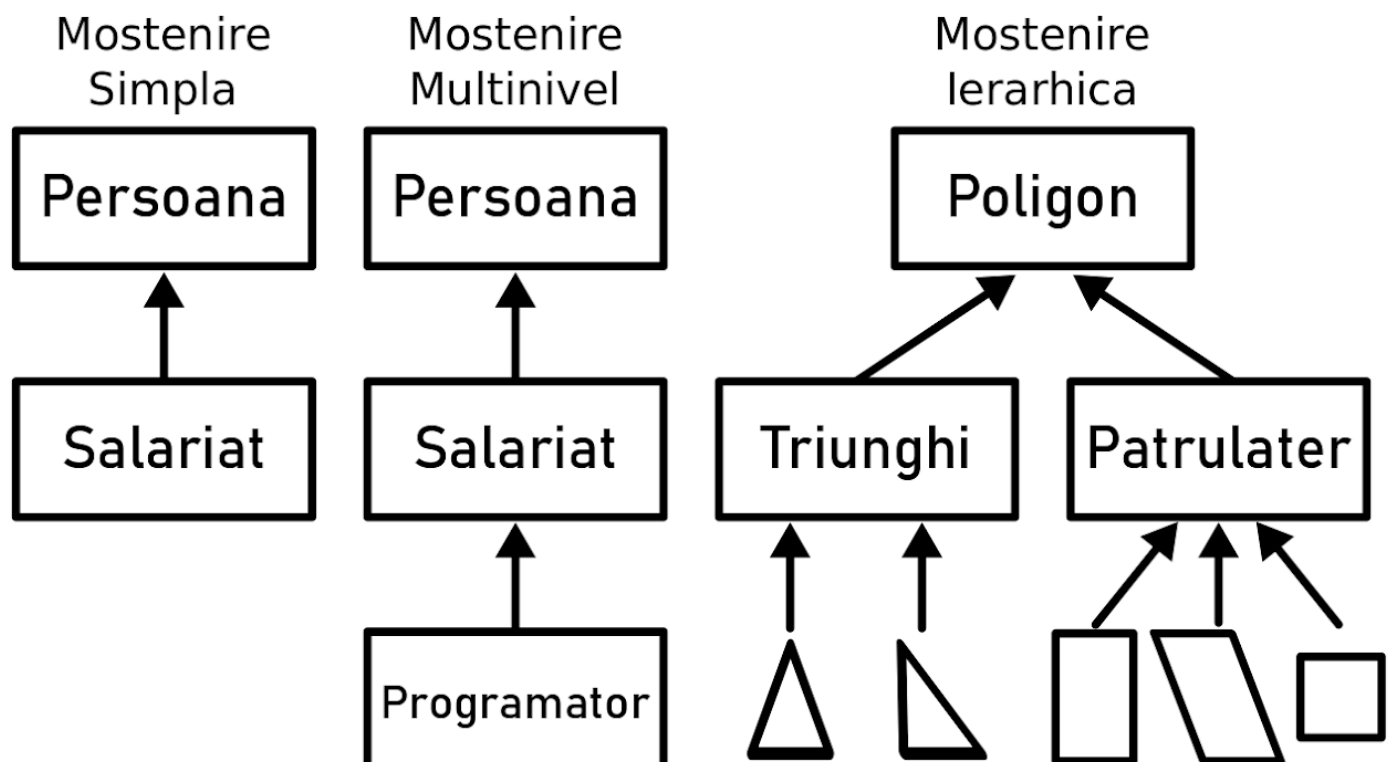 Mostenire
Simpla
Persoana
Salariat
Mostenire
Multinivel
Persoana
Salariat
Programator
Mostenire
Ierarhica
Poligon
Triunghi
Patrulater